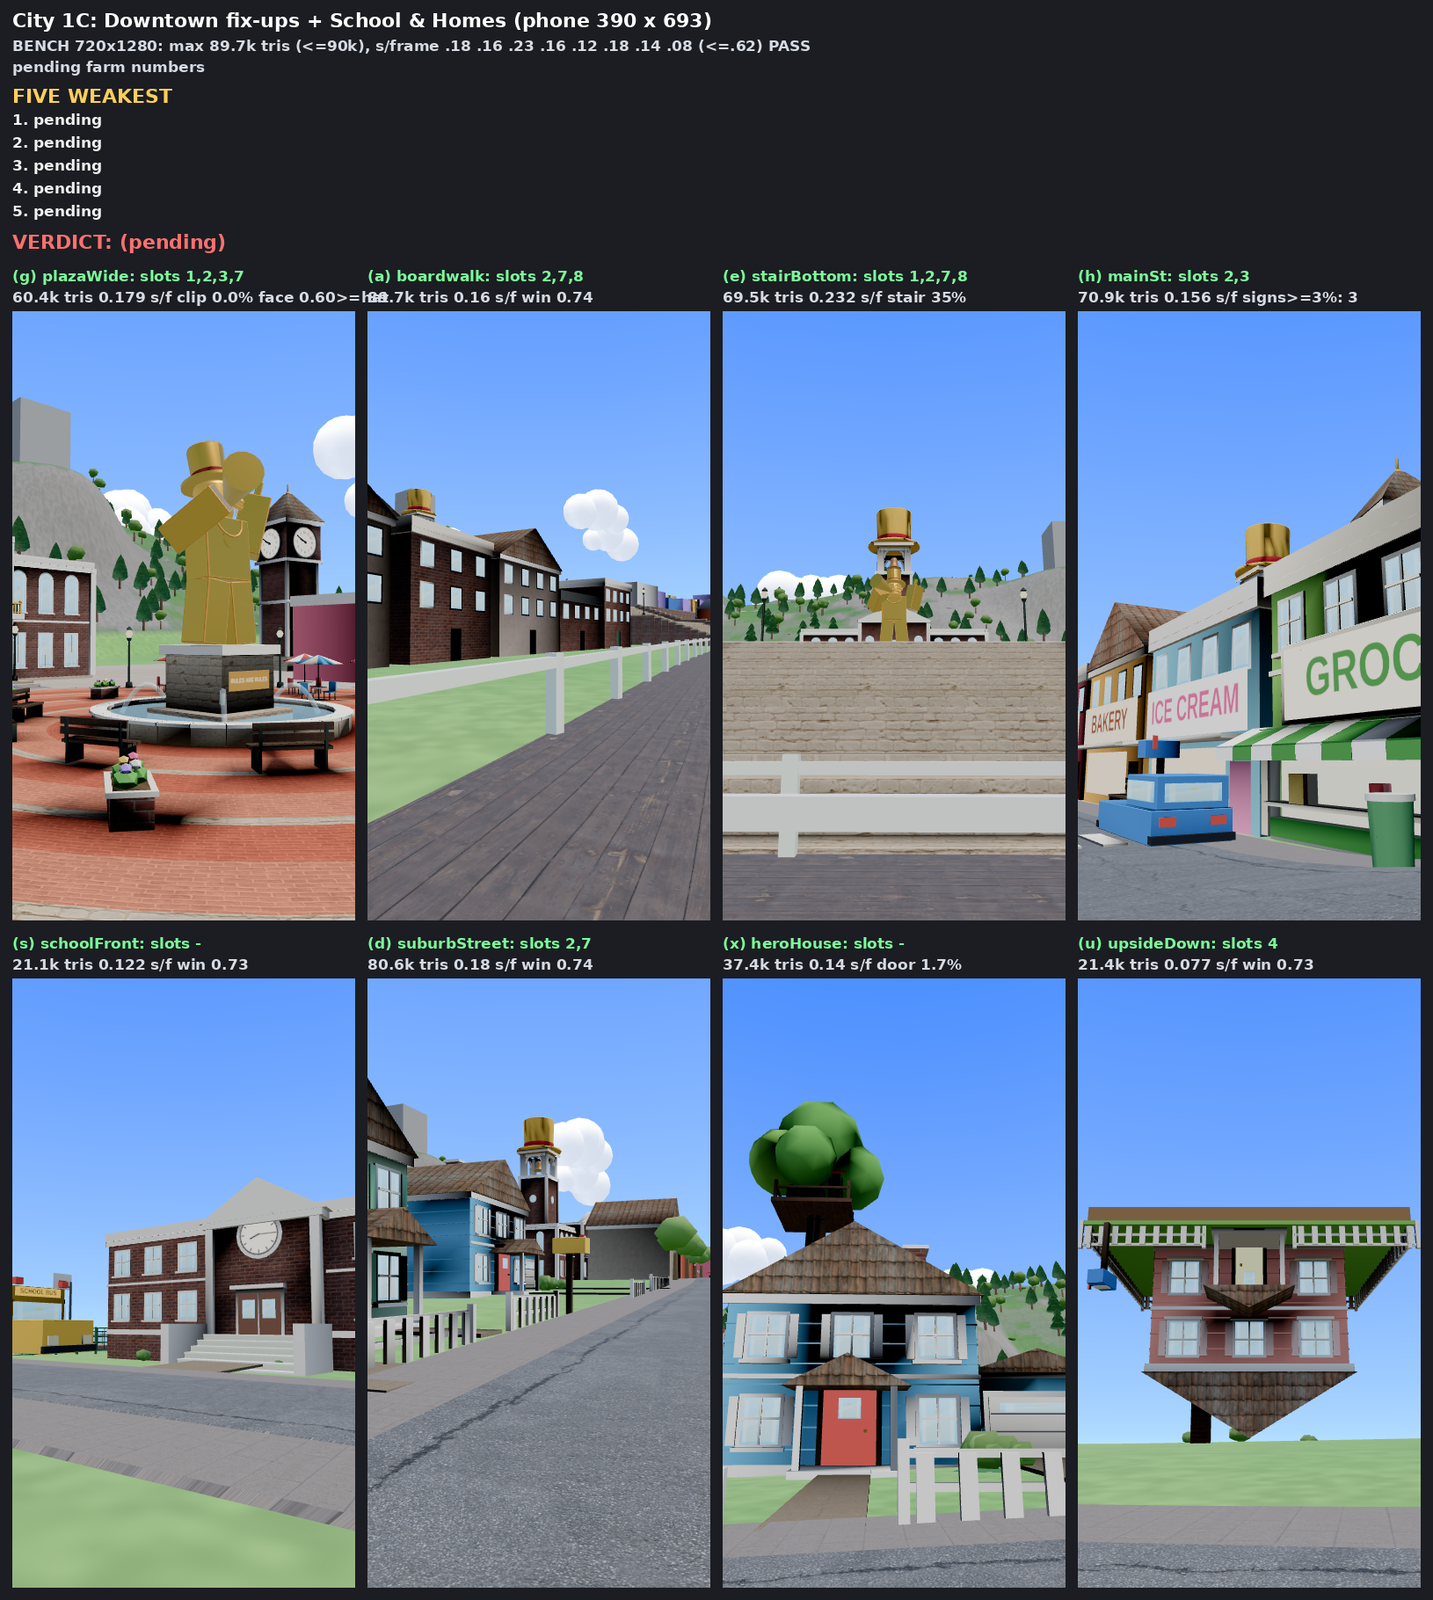 City 1C: Downtown fix-ups + School & Homes (phone 390 x 693)
BENCH 720x1280: max 89.7k tris (<=90k), s/frame .18 .16 .23 .16 .12 .18 .14 .08 (<=.62) PASS
pending farm numbers
FIVE WEAKEST
1. pending
2. pending
3. pending
4. pending
5. pending
VERDICT: (pending)
(g) plazaWide: slots 1,2,3,7
60.4k tris 0.179 s/f clip 0.0% face 0.60>=hat
(a) boardwalk: slots 2,7,8
89.7k tris 0.16 s/f win 0.74
(e) stairBottom: slots 1,2,7,8
69.5k tris 0.232 s/f stair 35%
(h) mainSt: slots 2,3
70.9k tris 0.156 s/f signs>=3%: 3
RULES ARE RULES
BAKERY
ICE CREAM
GROC
(s) schoolFront: slots -
21.1k tris 0.122 s/f win 0.73
(d) suburbStreet: slots 2,7
80.6k tris 0.18 s/f win 0.74
(x) heroHouse: slots -
37.4k tris 0.14 s/f door 1.7%
(u) upsideDown: slots 4
21.4k tris 0.077 s/f win 0.73
SCHOOL BUS